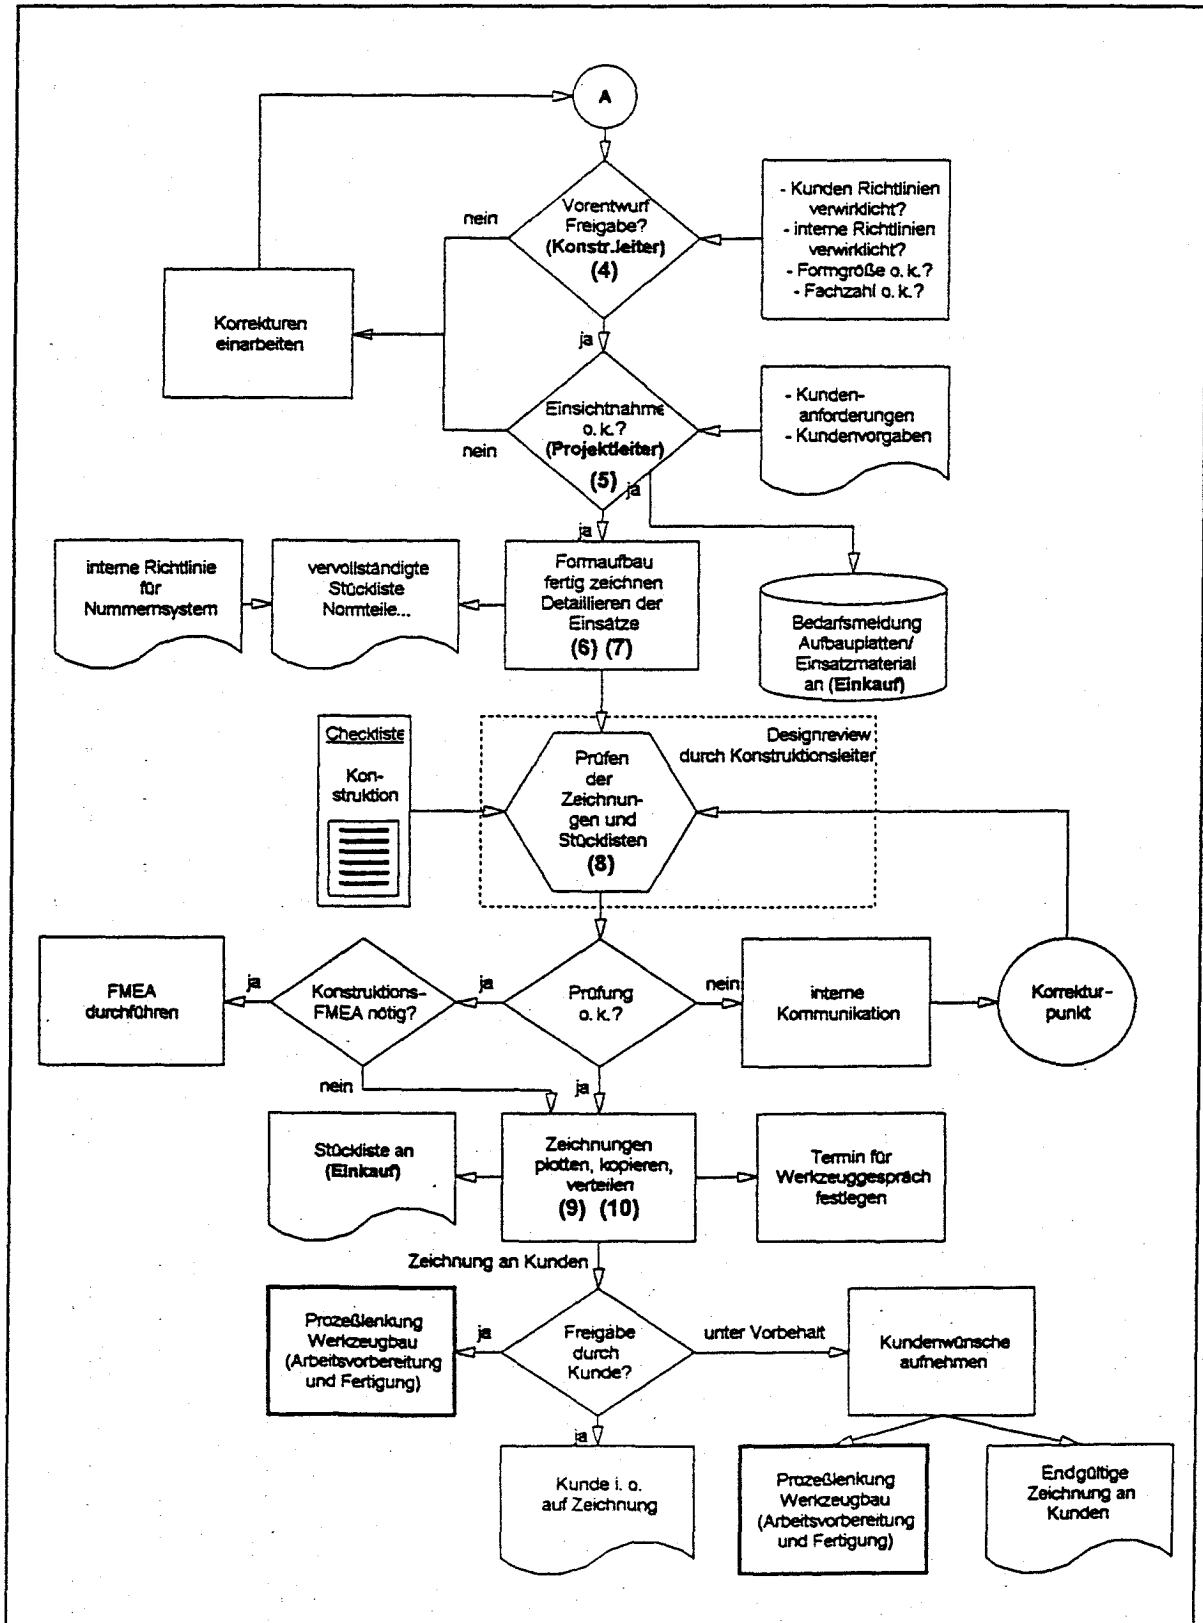 A
nein
Vorentwurf
Freigabe?
(Konstr.leiter)
(4)
- Kunden Richtlinien
verwirklicht?
- interne Richtlinien
verwirklicht?
- Formgröße o. k.?
- Fachzahl o. k.?
Korrekturen
einarbeiten
ja
Einsichtnahme
o. k.?
(Projektleiter)
(5)
nein
- Kunden-
anforderungen
- Kundenvorgaben
ja
ja
interne Richtlinie
für
Nummernsystem
vervollständigte
Stückliste
Normteile...
Formaufbau
fertig zeichnen
Detaillieren der
Einsätze
(6) (7)
Bedarfsmeldung
Aufbauplatten/
Einsatzmaterial
an (Einkauf)
Checkliste
Kon-
struktion
Designreview
durch Konstruktionsleiter
Prüfen
der
Zeichnun-
gen und
Stücklisten
(8)
FMEA
durchführen
ja
Konstruktions-
FMEA nötig?
ja
Prüfung
o. k.?
nein
interne
Kommunikation
Korrektur-
punkt
nein
ja
Stückliste an
(Einkauf)
Zeichnungen
plotten, kopieren,
verteilen
(9) (10)
Termin für
Werkzeuggespräch
festlegen
Zeichnung an Kunden
Prozeßlenkung
Werkzeugbau
(Arbeitsvorbereitung
und Fertigung)
ja
Freigabe
durch
Kunde?
unter Vorbehalt
Kundenwünsche
aufnehmen
ja
Kunde i. o.
auf Zeichnung
Prozeßlenkung
Werkzeugbau
(Arbeitsvorbereitung
und Fertigung)
Endgültige
Zeichnung an
Kunden